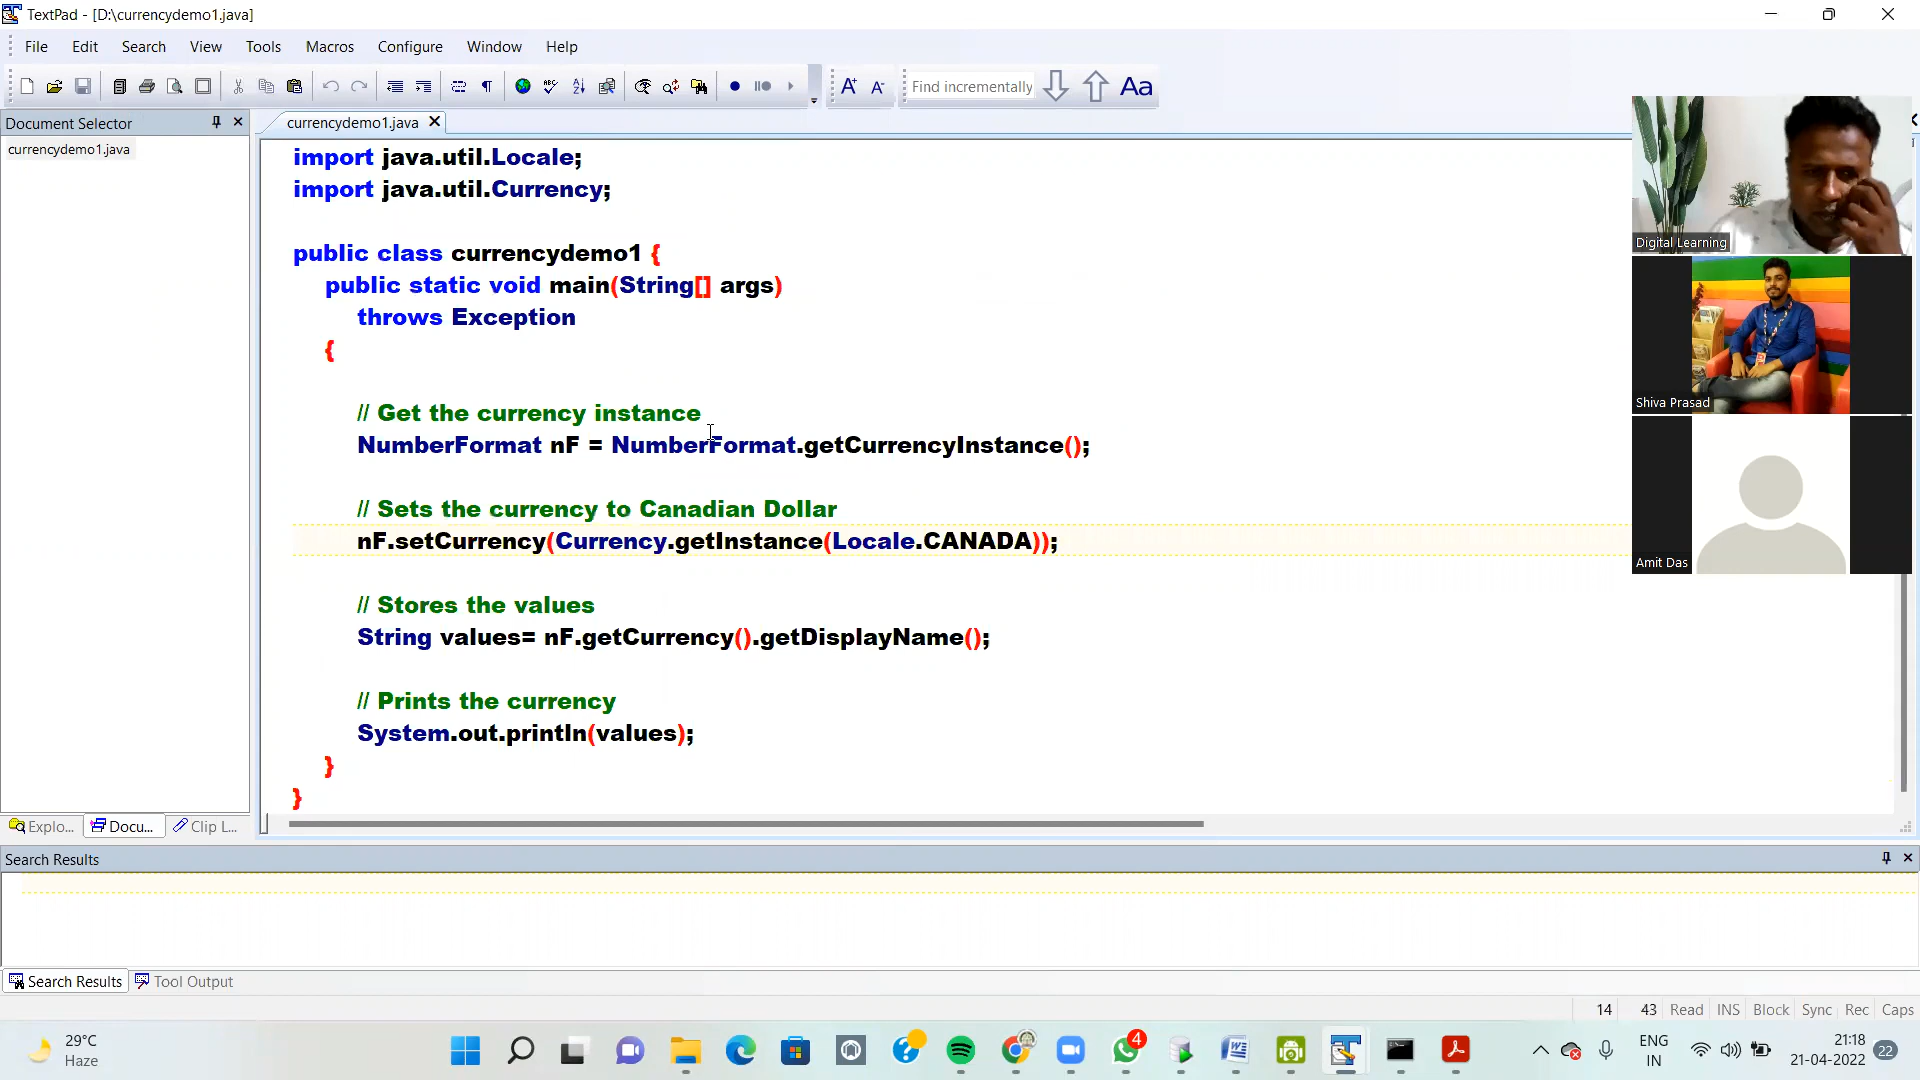 TextPad - [D:\currencydemo1.java]
File Edit Search View Tools Macros Configure Window Help
Find incrementally
Aa
Document Selector
currencydemo1.java
currencydemo1.java
import java.util.Locale;
import java.util.Currency;
public class currencydemo1 {
public static void main(String[] args)
throws Exception
{
// Get the currency instance
NumberFormat nF = NumberFormat.getCurrencyInstance();
// Sets the currency to Canadian Dollar
nF.setCurrency(Currency.getInstance(Locale.CANADA));
// Stores the values
String values= nF.getCurrency().getDisplayName();
// Prints the currency
System.out.println(values);
}
}
Digital Learning
Shiva Prasad
Amit Das
Explo... Docu... Clip L...
Search Results
Search Results Tool Output
14 43 Read INS Block Sync Rec Caps
29°C
Haze
4
ENG
IN
21:18
21-04-2022
22